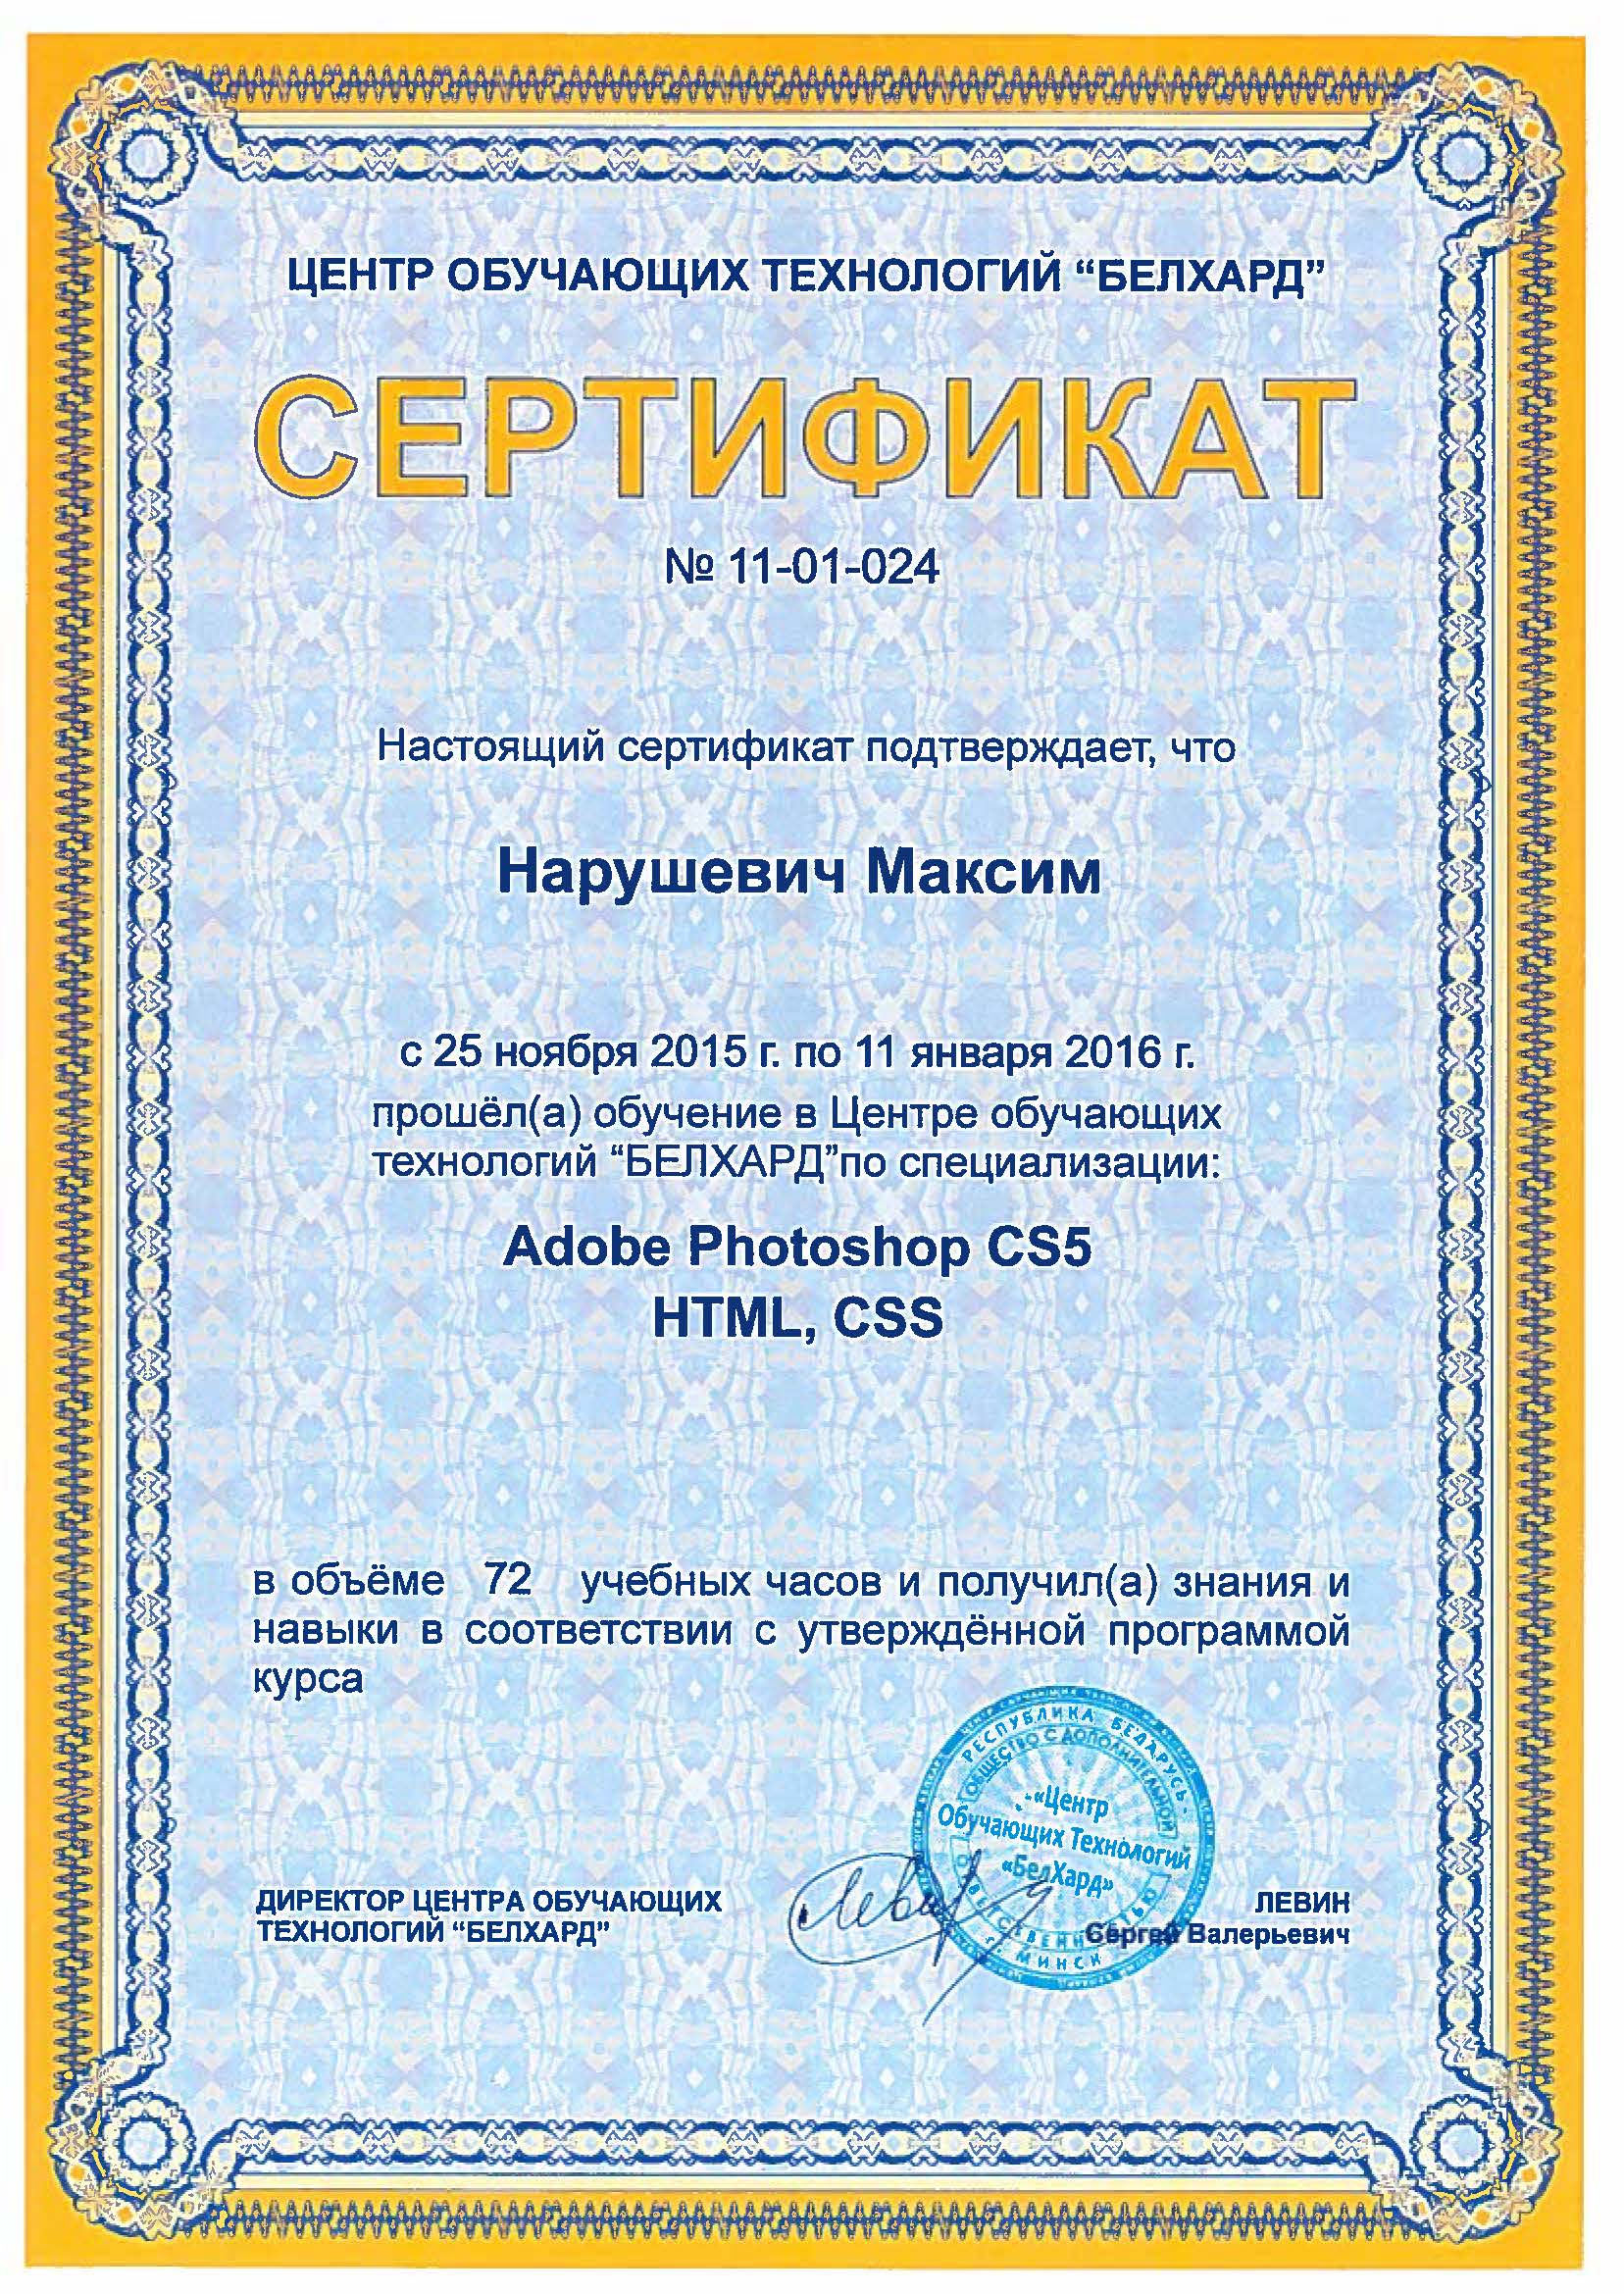 ЦЕНТР ОБУЧАЮЩИХ ТЕХНОЛОГИЙ “БЕЛХАРД”
СЕРТИФИКАТ
№ 11-01-024
Настоящий сертификат подтверждает, что
Нарушевич Максим
с 25 ноября 2015 г. по 11 января 2016 г.
прошёл(а) обучение в Центре обучающих
технологий “БЕЛХАРД”по специализации:
Adobe Photoshop CS5
HTML, CSS
в объёме 72 учебных часов и получил(а) знания и
навыки в соответствии с утверждённой программой
курса
РЕСПУБЛИКА БЕЛАРУСЬ
ОБЩЕСТВО С ДОПОЛНИТЕЛЬНОЙ
«Центр
Обучающих Технологий
«БелХард»
ОТВЕТСТВЕННОСТЬЮ
г. МИНСК
ДИРЕКТОР ЦЕНТРА ОБУЧАЮЩИХ
ТЕХНОЛОГИЙ “БЕЛХАРД”
ЛЕВИН
Сергей Валерьевич